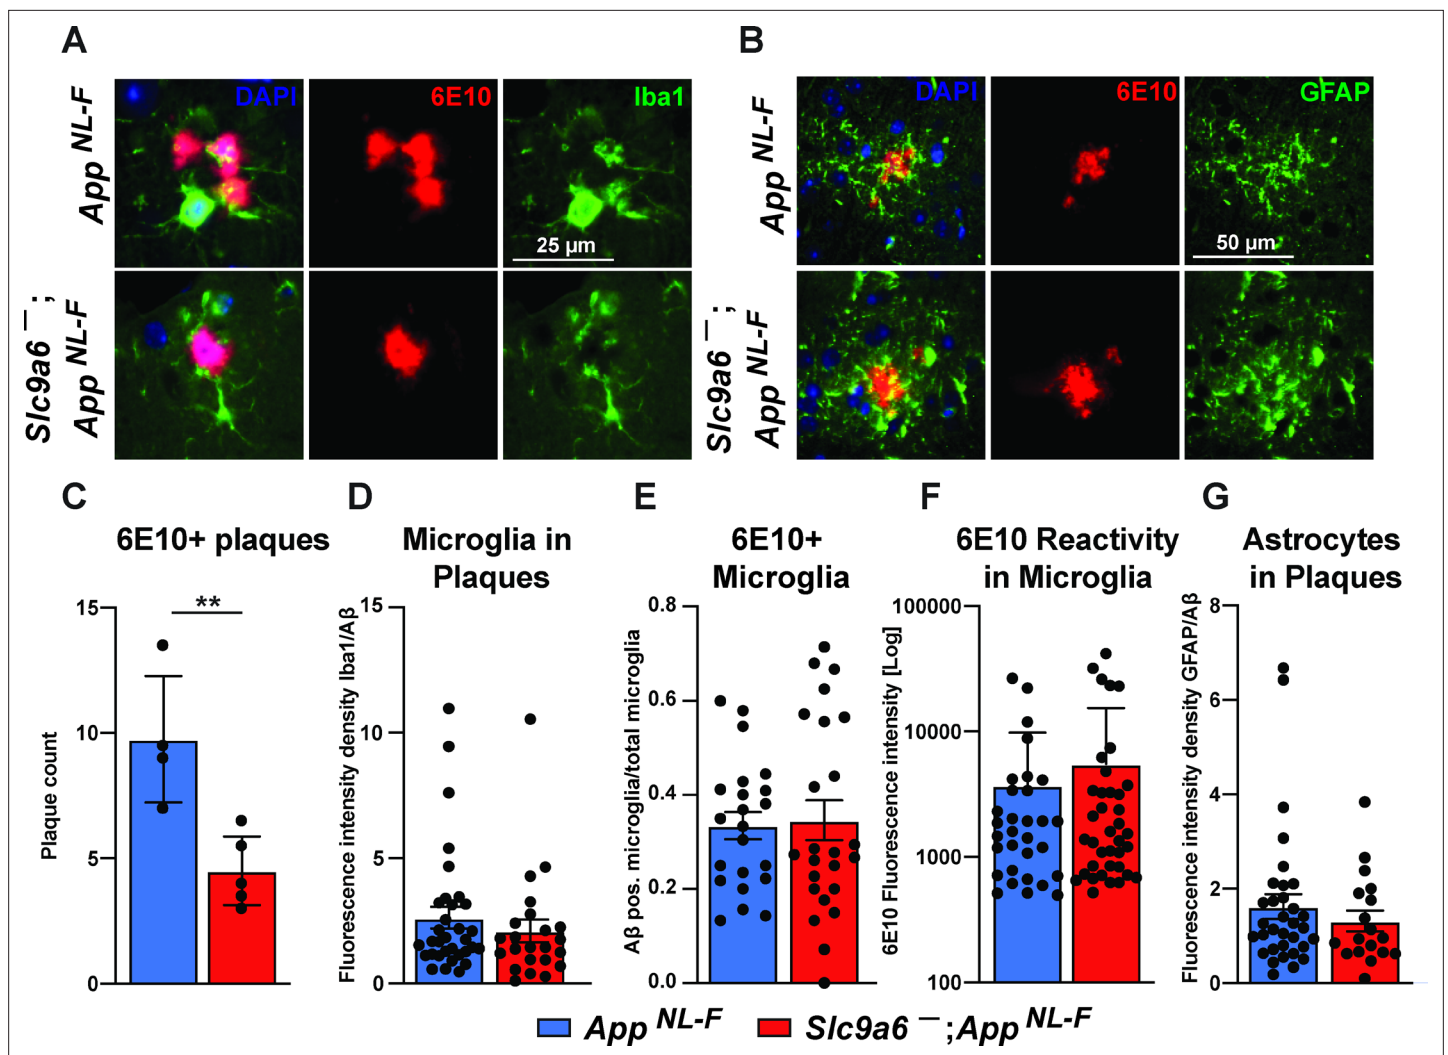 A
B
App NL-F
DAPI
6E10
Iba1
25 µm
App NL-F
DAPI
6E10
GFAP
50 µm
Slc9a6 –;
App NL-F
Slc9a6 –;
App NL-F
C
D
E
F
G
6E10+ plaques
Microglia in
Plaques
6E10+
Microglia
6E10 Reactivity
in Microglia
Astrocytes
in Plaques
Plaque count
15
10
5
0
**
Fluorescence intensity density Iba1/Aβ
15
10
5
0
Aβ pos. microglia/total microglia
0.8
0.6
0.4
0.2
0.0
6E10 Fluorescence intensity [Log]
100000
10000
1000
100
Fluorescence intensity density GFAP/Aβ
8
6
4
2
0
App NL-F
Slc9a6 –;App NL-F